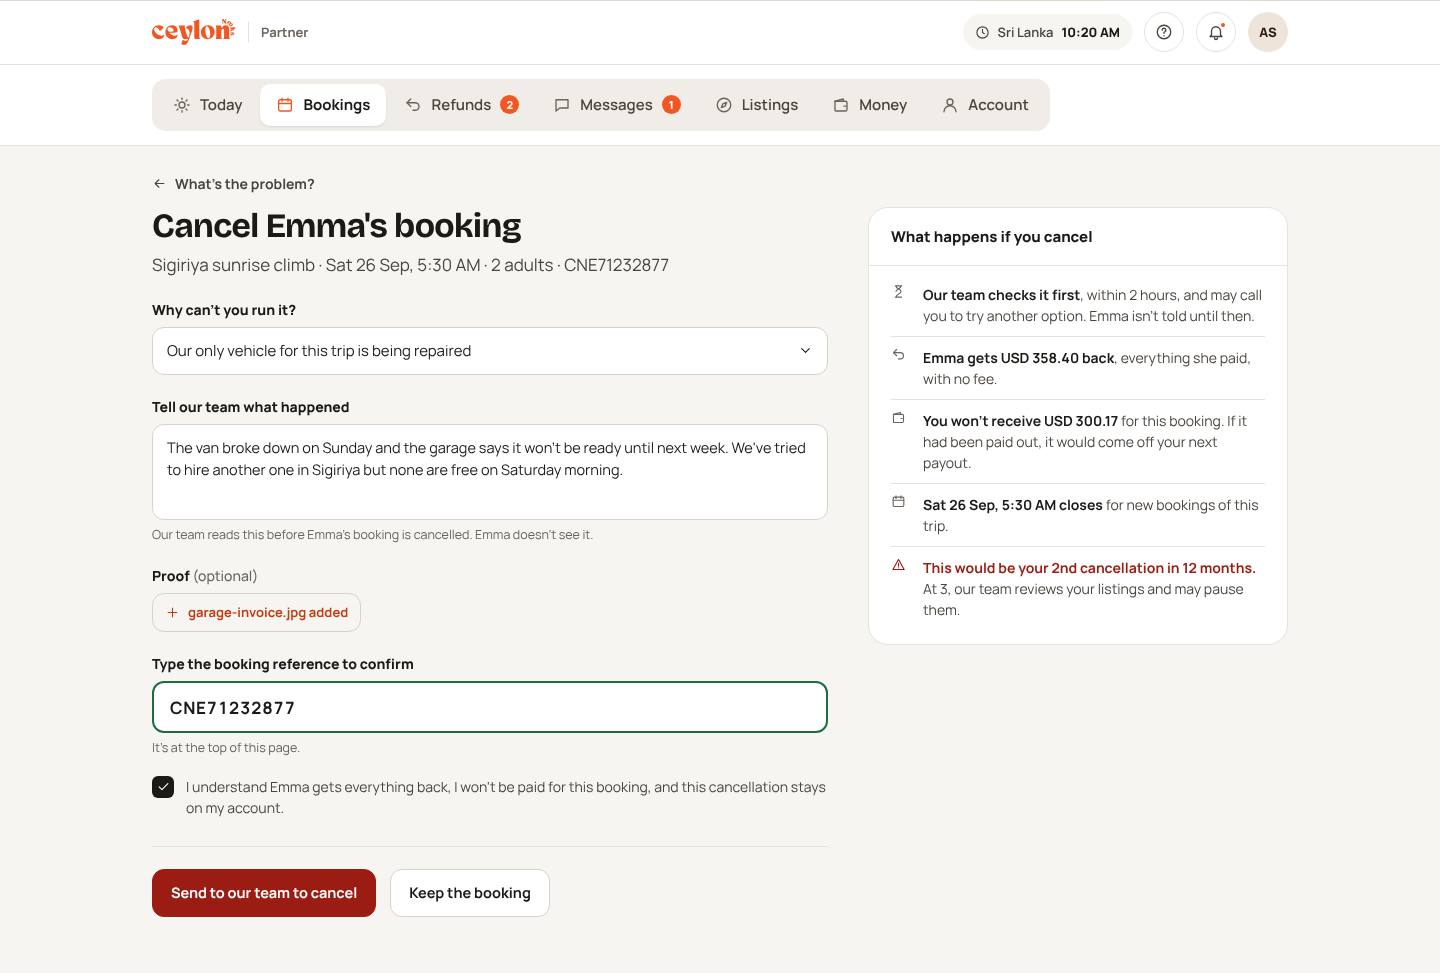 ceylon
Partner
Sri Lanka 10:20 AM
AS
Today
Bookings
Refunds 2
Messages 1
Listings
Money
Account
What's the problem?
Cancel Emma's booking
Sigiriya sunrise climb · Sat 26 Sep, 5:30 AM · 2 adults · CNE71232877
Why can't you run it?
Our only vehicle for this trip is being repaired
Tell our team what happened
The van broke down on Sunday and the garage says it won't be ready until next week. We've tried
to hire another one in Sigiriya but none are free on Saturday morning.
Our team reads this before Emma's booking is cancelled. Emma doesn't see it.
Proof (optional)
garage-invoice.jpg added
Type the booking reference to confirm
CNE71232877
It's at the top of this page.
I understand Emma gets everything back, I won't be paid for this booking, and this cancellation stays
on my account.
Send to our team to cancel
Keep the booking
What happens if you cancel
Our team checks it first, within 2 hours, and may call
you to try another option. Emma isn't told until then.
Emma gets USD 358.40 back, everything she paid,
with no fee.
You won't receive USD 300.17 for this booking. If it
had been paid out, it would come off your next
payout.
Sat 26 Sep, 5:30 AM closes for new bookings of this
trip.
This would be your 2nd cancellation in 12 months.
At 3, our team reviews your listings and may pause
them.